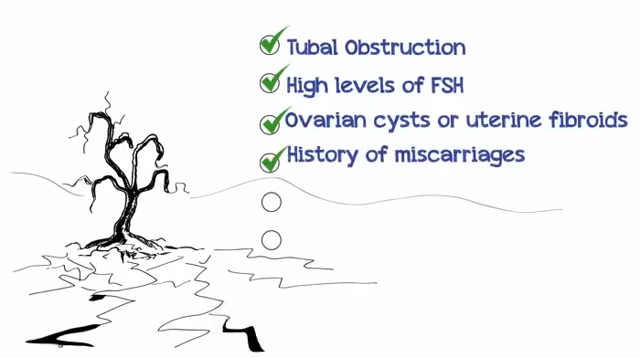 Tubal Obstruction
High levels of FSH
Ovarian cysts or uterine fibroids
History of miscarriages